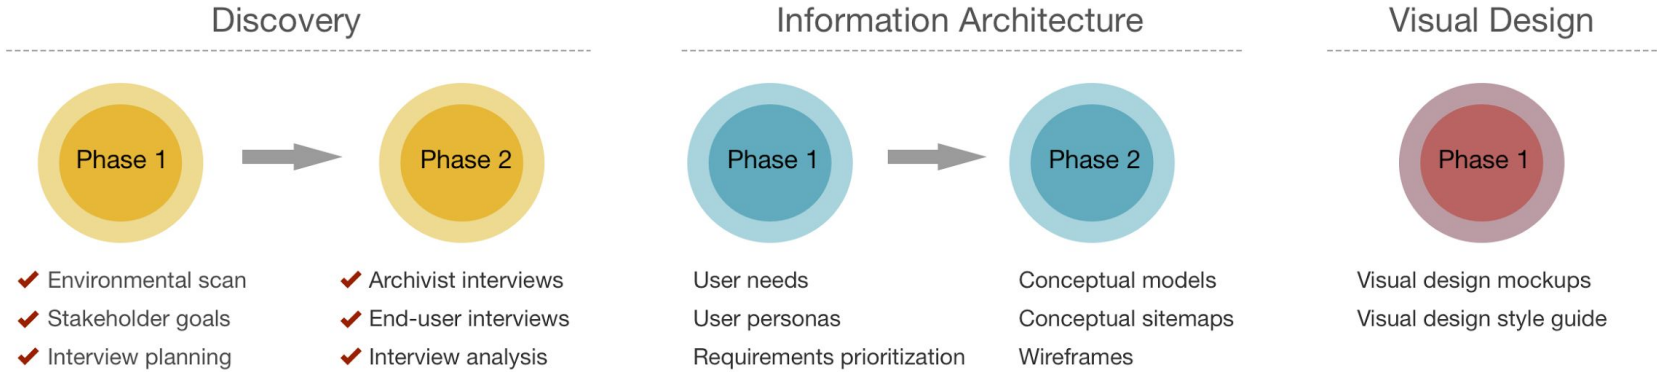 Discovery
Information Architecture
Visual Design
Phase 1
Phase 2
Phase 1
Phase 2
Phase 1
Environmental scan
Stakeholder goals
Interview planning
Archivist interviews
End-user interviews
Interview analysis
User needs
User personas
Requirements prioritization
Conceptual models
Conceptual sitemaps
Wireframes
Visual design mockups
Visual design style guide